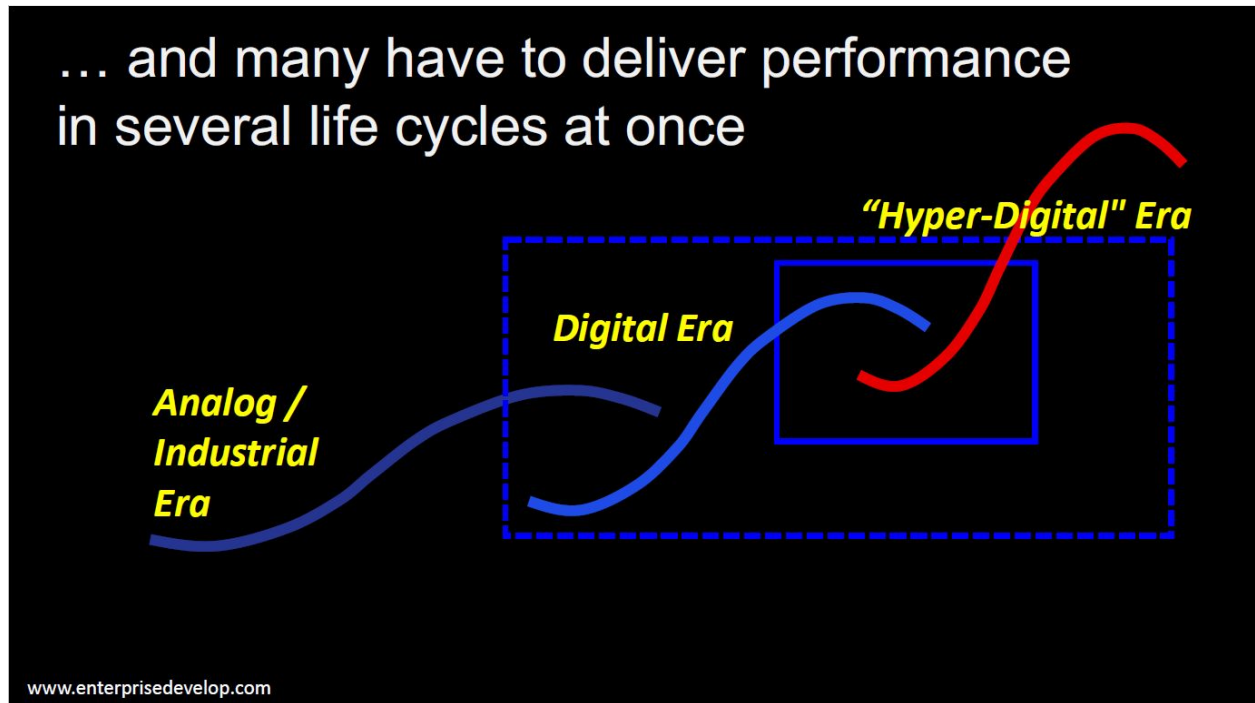 … and many have to deliver performance
in several life cycles at once
“Hyper-Digital" Era
Digital Era
Analog /
Industrial
Era
www.enterprisedevelop.com